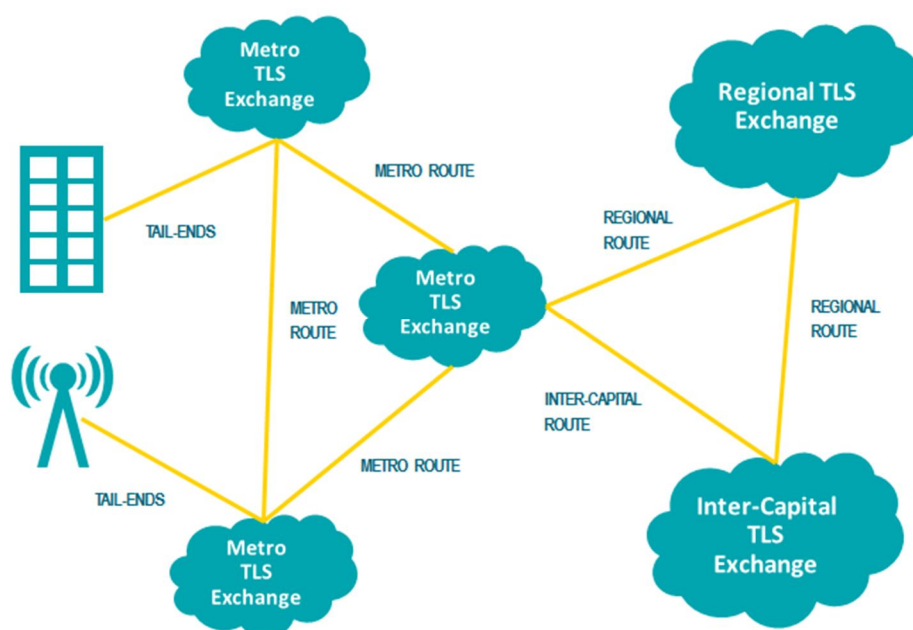 Metro
TLS
Exchange
Regional TLS
Exchange
METRO ROUTE
TAIL-ENDS
REGIONAL
ROUTE
Metro
TLS
Exchange
METRO
ROUTE
REGIONAL
ROUTE
INTER-CAPITAL
ROUTE
METRO ROUTE
TAIL-ENDS
Inter-Capital
TLS
Exchange
Metro
TLS
Exchange